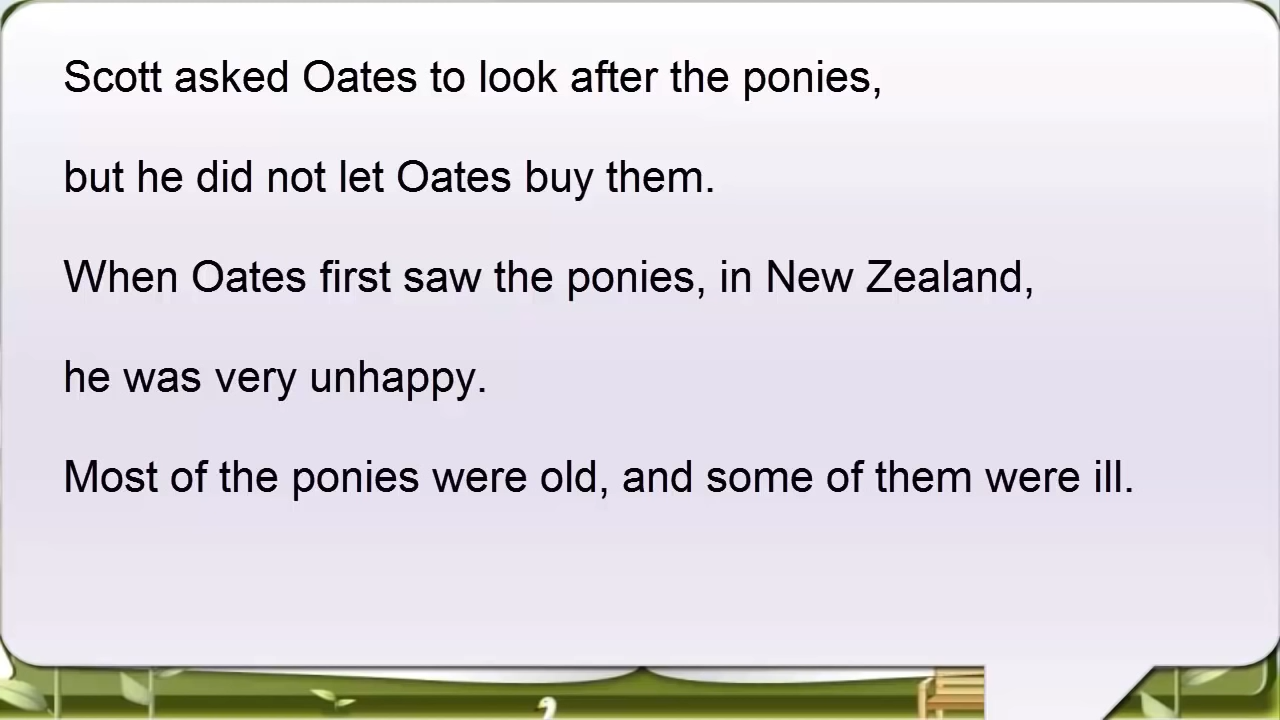 Scott asked Oates to look after the ponies,
but he did not let Oates buy them.
When Oates first saw the ponies, in New Zealand,
he was very unhappy.
Most of the ponies were old, and some of them were ill.